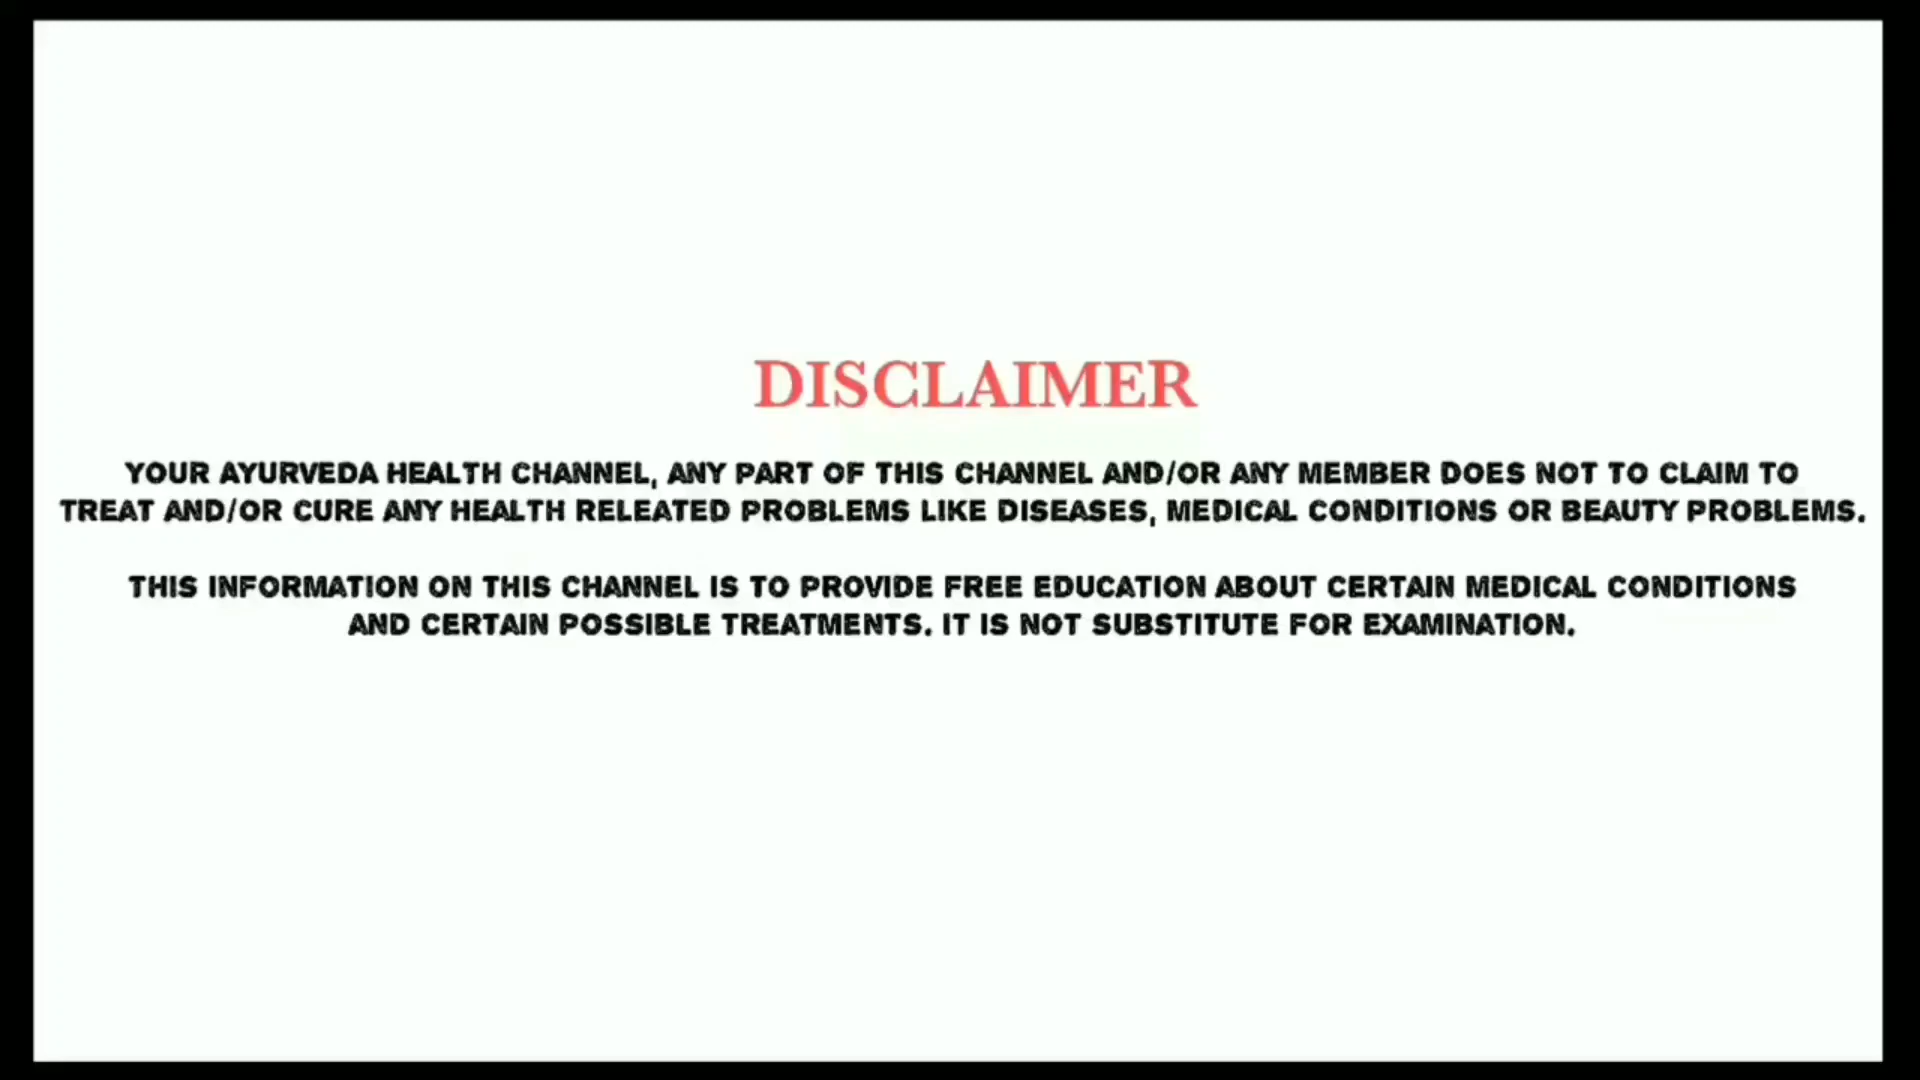 DISCLAIMER
YOUR AYURVEDA HEALTH CHANNEL, ANY PART OF THIS CHANNEL AND/OR ANY MEMBER DOES NOT TO CLAIM TO
TREAT AND/OR CURE ANY HEALTH RELEATED PROBLEMS LIKE DISEASES, MEDICAL CONDITIONS OR BEAUTY PROBLEMS.
THIS INFORMATION ON THIS CHANNEL IS TO PROVIDE FREE EDUCATION ABOUT CERTAIN MEDICAL CONDITIONS
AND CERTAIN POSSIBLE TREATMENTS. IT IS NOT SUBSTITUTE FOR EXAMINATION.